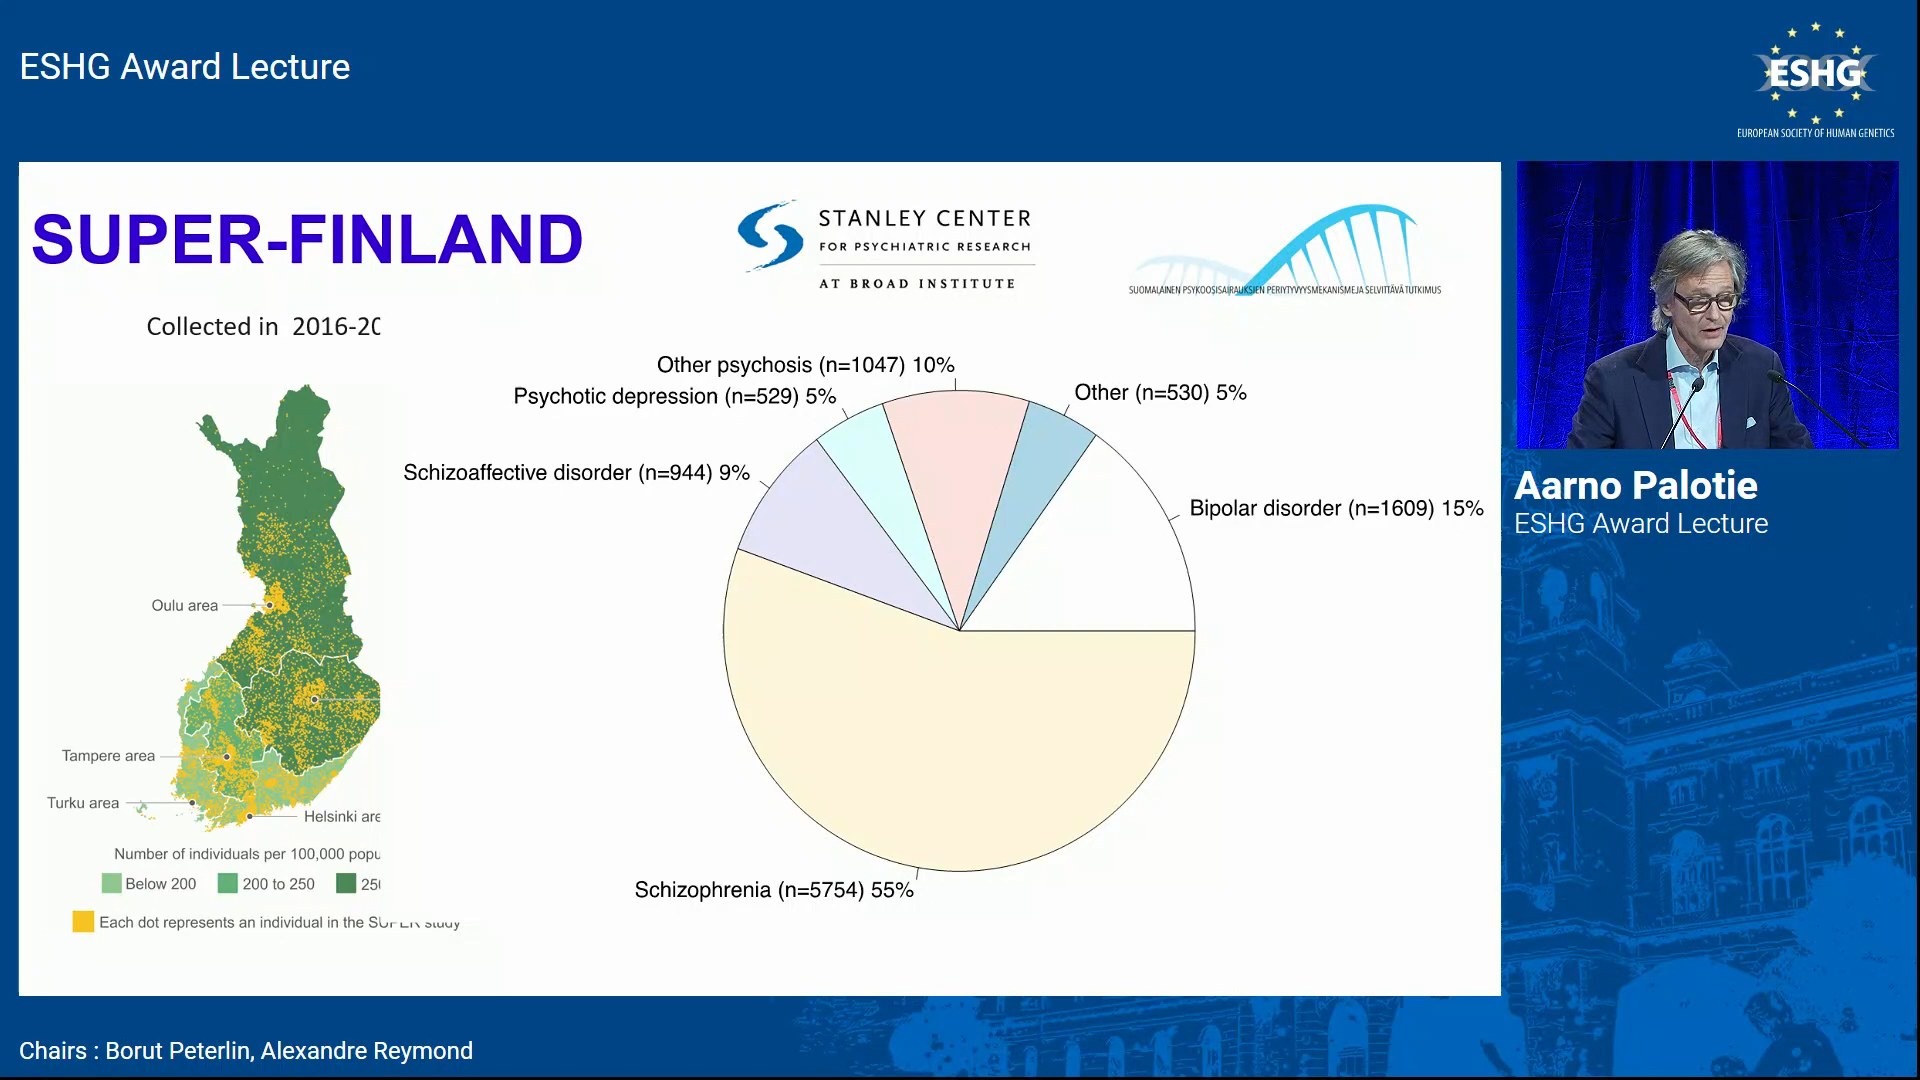 ESHG Award Lecture
ESHG
EUROPEAN SOCIETY OF HUMAN GENETICS
SUPER-FINLAND
STANLEY CENTER
FOR PSYCHIATRIC RESEARCH
AT BROAD INSTITUTE
SUOMALAINEN PSYKOOSISAIRAUKSIEN PERIYTYVYYSMEKANISMEJA SELVITTÄVÄ TUTKIMUS
Collected in 2016-20
Other psychosis (n=1047) 10%
Psychotic depression (n=529) 5%
Other (n=530) 5%
Schizoaffective disorder (n=944) 9%
Bipolar disorder (n=1609) 15%
Schizophrenia (n=5754) 55%
Oulu area
Tampere area
Turku area
Helsinki are
Number of individuals per 100,000 popu
Below 200
200 to 250
250
Each dot represents an individual in the SUPER study
Aarno Palotie
ESHG Award Lecture
Chairs : Borut Peterlin, Alexandre Reymond